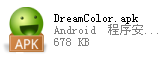 DreamColor.apk
APK
Android 程序安...
678 KB